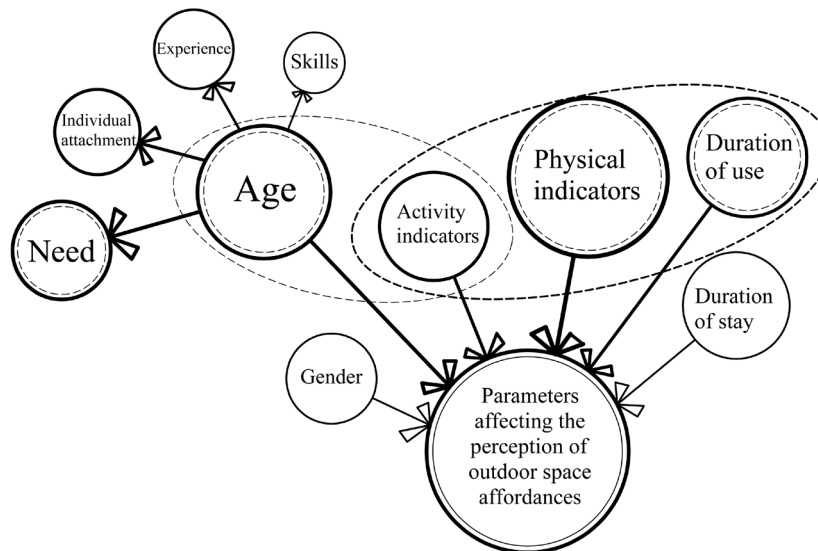 Experience
Skills
Individual
attachment
Age
Need
Activity
indicators
Physical
indicators
Duration
of use
Duration
of stay
Gender
Parameters
affecting the
perception of
outdoor space
affordances